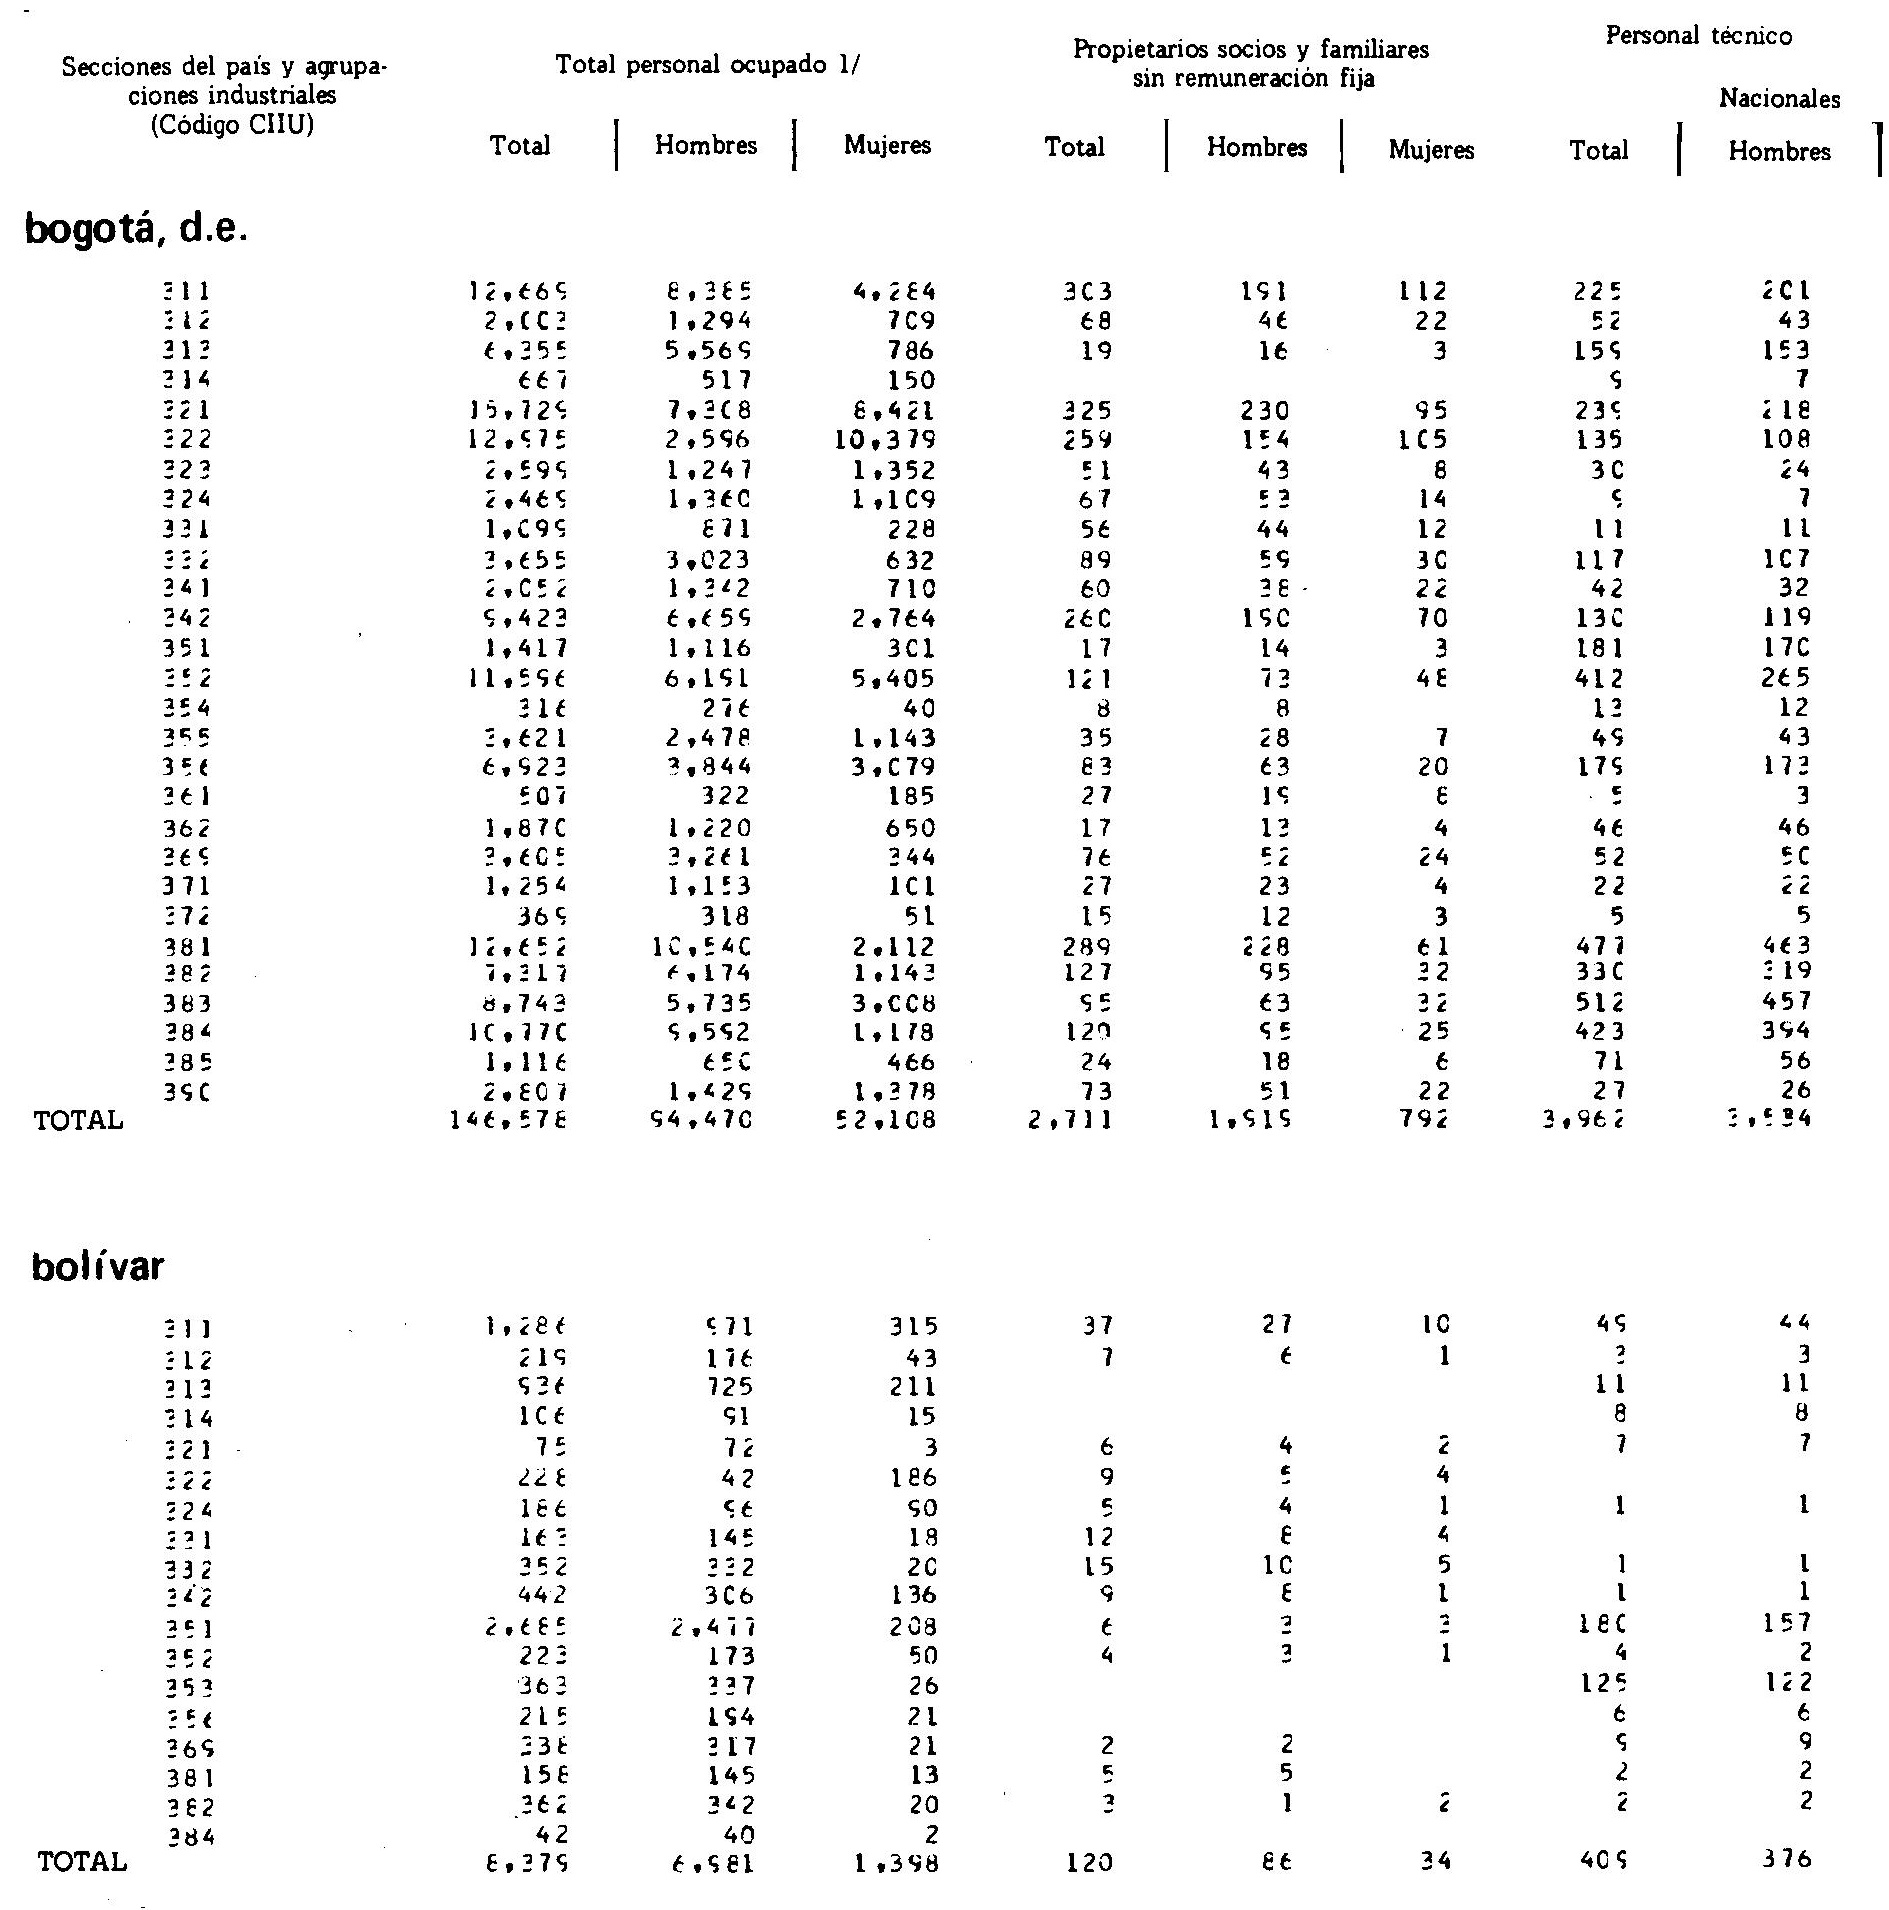 Secciones del país y agrupa-
ciones industriales
(Código CIIU)
Total personal ocupado 1/
Propietarios socios y familiares
sin remuneración fija
Personal técnico
Nacionales
Total Hombres Mujeres Total Hombres Mujeres Total Hombres
bogotá, d.e.
311 12,669 8,385 4,284 303 191 112 225 201
312 2,003 1,294 709 68 46 22 52 43
313 6,355 5,569 786 19 16 3 159 153
314 667 517 150 9 7
321 15,729 7,308 8,421 325 230 95 239 218
322 12,975 2,596 10,379 259 154 105 135 108
323 2,599 1,247 1,352 51 43 8 30 24
324 2,469 1,360 1,109 67 53 14 9 7
331 1,099 871 228 56 44 12 11 11
332 3,655 3,023 632 89 59 30 117 107
341 2,052 1,342 710 60 38 22 42 32
342 9,423 6,659 2,764 260 190 70 130 119
351 1,417 1,116 301 17 14 3 181 170
352 11,596 6,191 5,405 121 73 48 412 265
354 316 276 40 8 8 13 12
355 3,621 2,478 1,143 35 28 7 49 43
356 6,923 3,844 3,079 83 63 20 179 173
361 507 322 185 27 19 8 5 3
362 1,870 1,220 650 17 13 4 46 46
369 3,605 3,261 344 76 52 24 52 50
371 1,254 1,153 101 27 23 4 22 22
372 369 318 51 15 12 3 5 5
381 12,652 10,540 2,112 289 228 61 477 463
382 7,317 6,174 1,143 127 95 32 330 319
383 8,743 5,735 3,008 95 63 32 512 457
384 10,770 9,592 1,178 120 95 25 423 394
385 1,116 650 466 24 18 6 71 56
390 2,807 1,429 1,378 73 51 22 27 26
TOTAL 146,578 94,470 52,108 2,711 1,919 792 3,962 3,534
bolívar
311 1,286 971 315 37 27 10 49 44
312 219 176 43 7 6 1 3 3
313 936 725 211 11 11
314 106 91 15 8 8
321 75 72 3 6 4 2 7 7
322 228 42 186 9 5 4
324 186 96 90 5 4 1 1 1
331 163 145 18 12 8 4
332 352 332 20 15 10 5 1 1
342 442 306 136 9 8 1 1 1
351 2,685 2,477 208 6 3 3 180 157
352 223 173 50 4 3 1 4 2
353 363 337 26 125 122
356 215 194 21 6 6
369 338 317 21 2 2 9 9
381 158 145 13 5 5 2 2
382 362 342 20 3 1 2 2 2
384 42 40 2
TOTAL 8,379 6,981 1,398 120 86 34 409 376